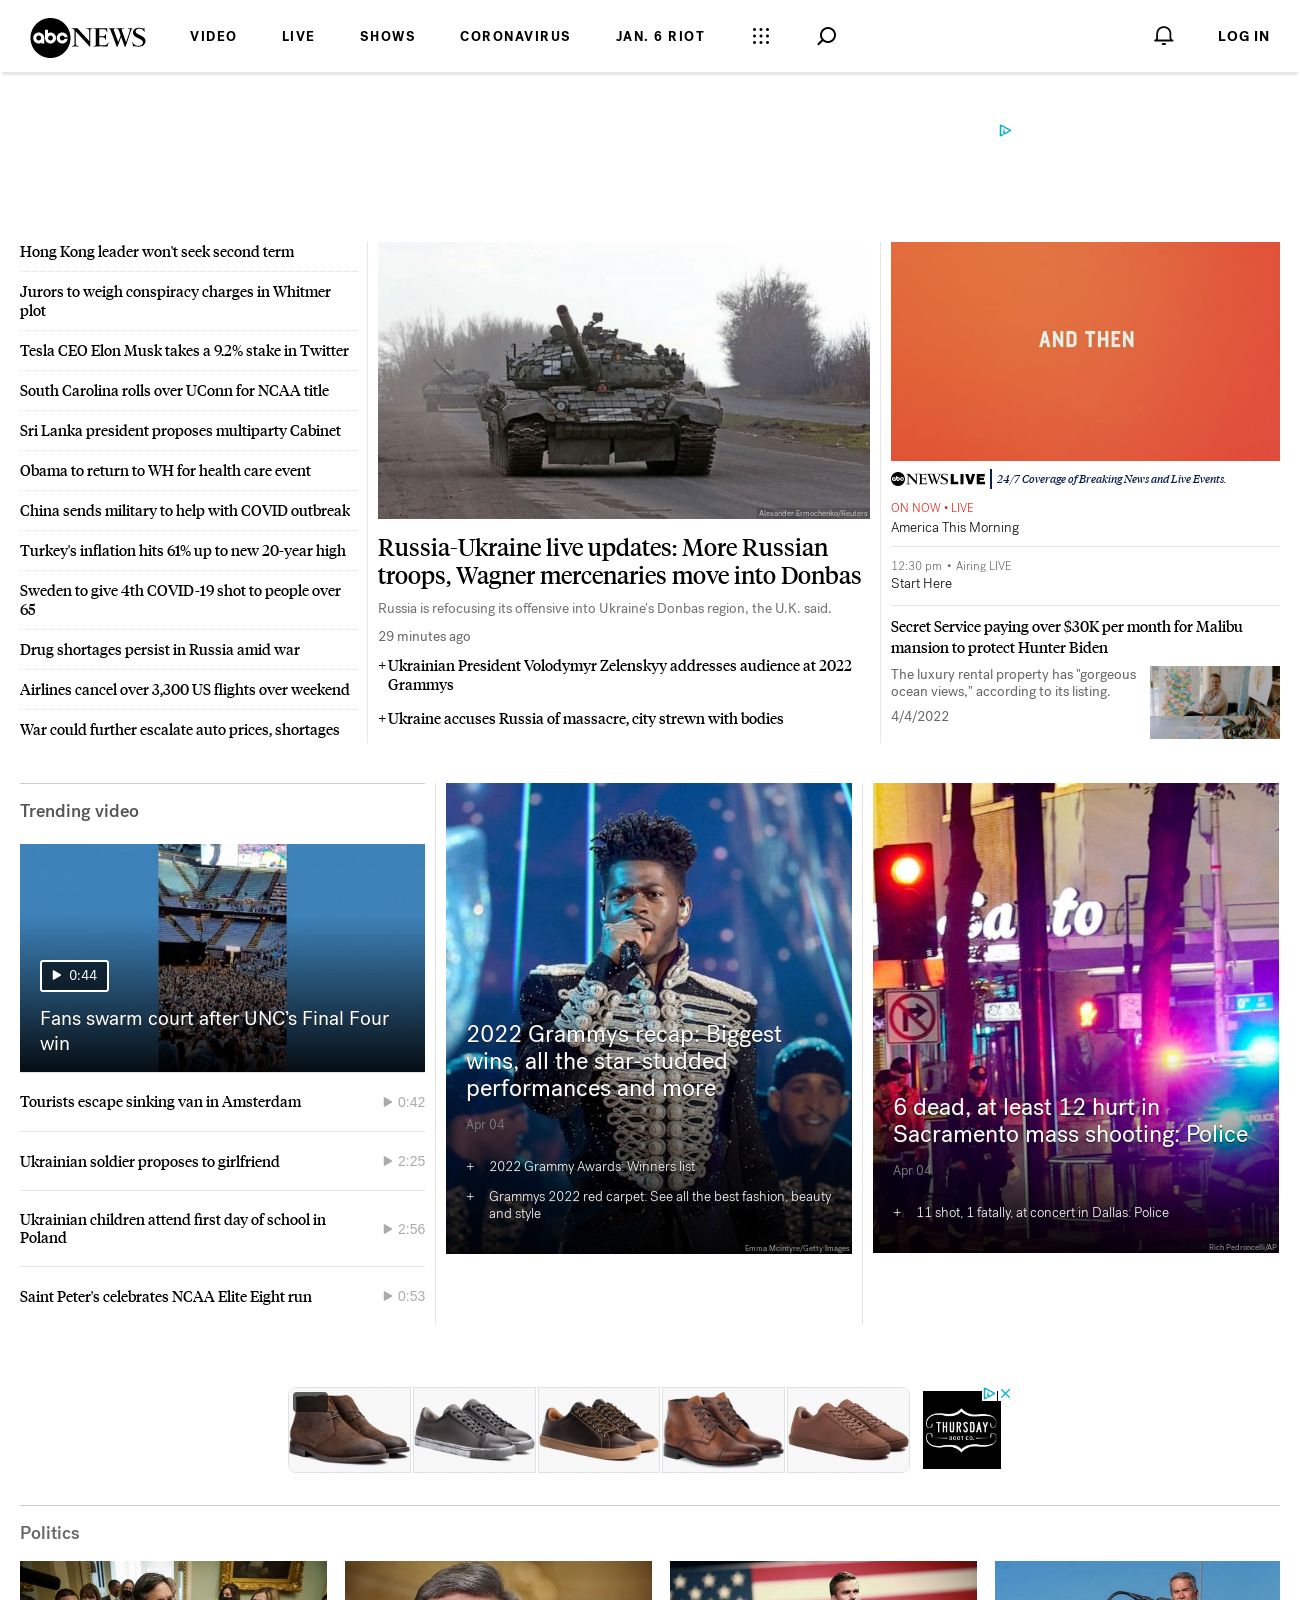 abc NEWS
VIDEO
LIVE
SHOWS
CORONAVIRUS
JAN. 6 RIOT
LOG IN
Hong Kong leader won't seek second term
Jurors to weigh conspiracy charges in Whitmer
plot
Tesla CEO Elon Musk takes a 9.2% stake in Twitter
South Carolina rolls over UConn for NCAA title
Sri Lanka president proposes multiparty Cabinet
Obama to return to WH for health care event
China sends military to help with COVID outbreak
Turkey's inflation hits 61% up to new 20-year high
Sweden to give 4th COVID-19 shot to people over
65
Drug shortages persist in Russia amid war
Airlines cancel over 3,300 US flights over weekend
War could further escalate auto prices, shortages
Alexander Ermochenko/Reuters
Russia-Ukraine live updates: More Russian
troops, Wagner mercenaries move into Donbas
Russia is refocusing its offensive into Ukraine's Donbas region, the U.K. said.
29 minutes ago
+ Ukrainian President Volodymyr Zelenskyy addresses audience at 2022
Grammys
+ Ukraine accuses Russia of massacre, city strewn with bodies
AND THEN
abc NEWS LIVE | 24/7 Coverage of Breaking News and Live Events.
ON NOW • LIVE
America This Morning
12:30 pm • Airing LIVE
Start Here
Secret Service paying over $30K per month for Malibu
mansion to protect Hunter Biden
The luxury rental property has "gorgeous
ocean views," according to its listing.
4/4/2022
Trending video
0:44
Fans swarm court after UNC's Final Four
win
Tourists escape sinking van in Amsterdam
0:42
Ukrainian soldier proposes to girlfriend
2:25
Ukrainian children attend first day of school in
Poland
2:56
Saint Peter's celebrates NCAA Elite Eight run
0:53
2022 Grammys recap: Biggest
wins, all the star-studded
performances and more
Apr 04
+ 2022 Grammy Awards: Winners list
+ Grammys 2022 red carpet: See all the best fashion, beauty
and style
Emma Mcintyre/Getty Images
POLICE
6 dead, at least 12 hurt in
Sacramento mass shooting: Police
Apr 04
+ 11 shot, 1 fatally, at concert in Dallas: Police
Rich Pedroncelli/AP
THURSDAY
BOOT CO.
Politics